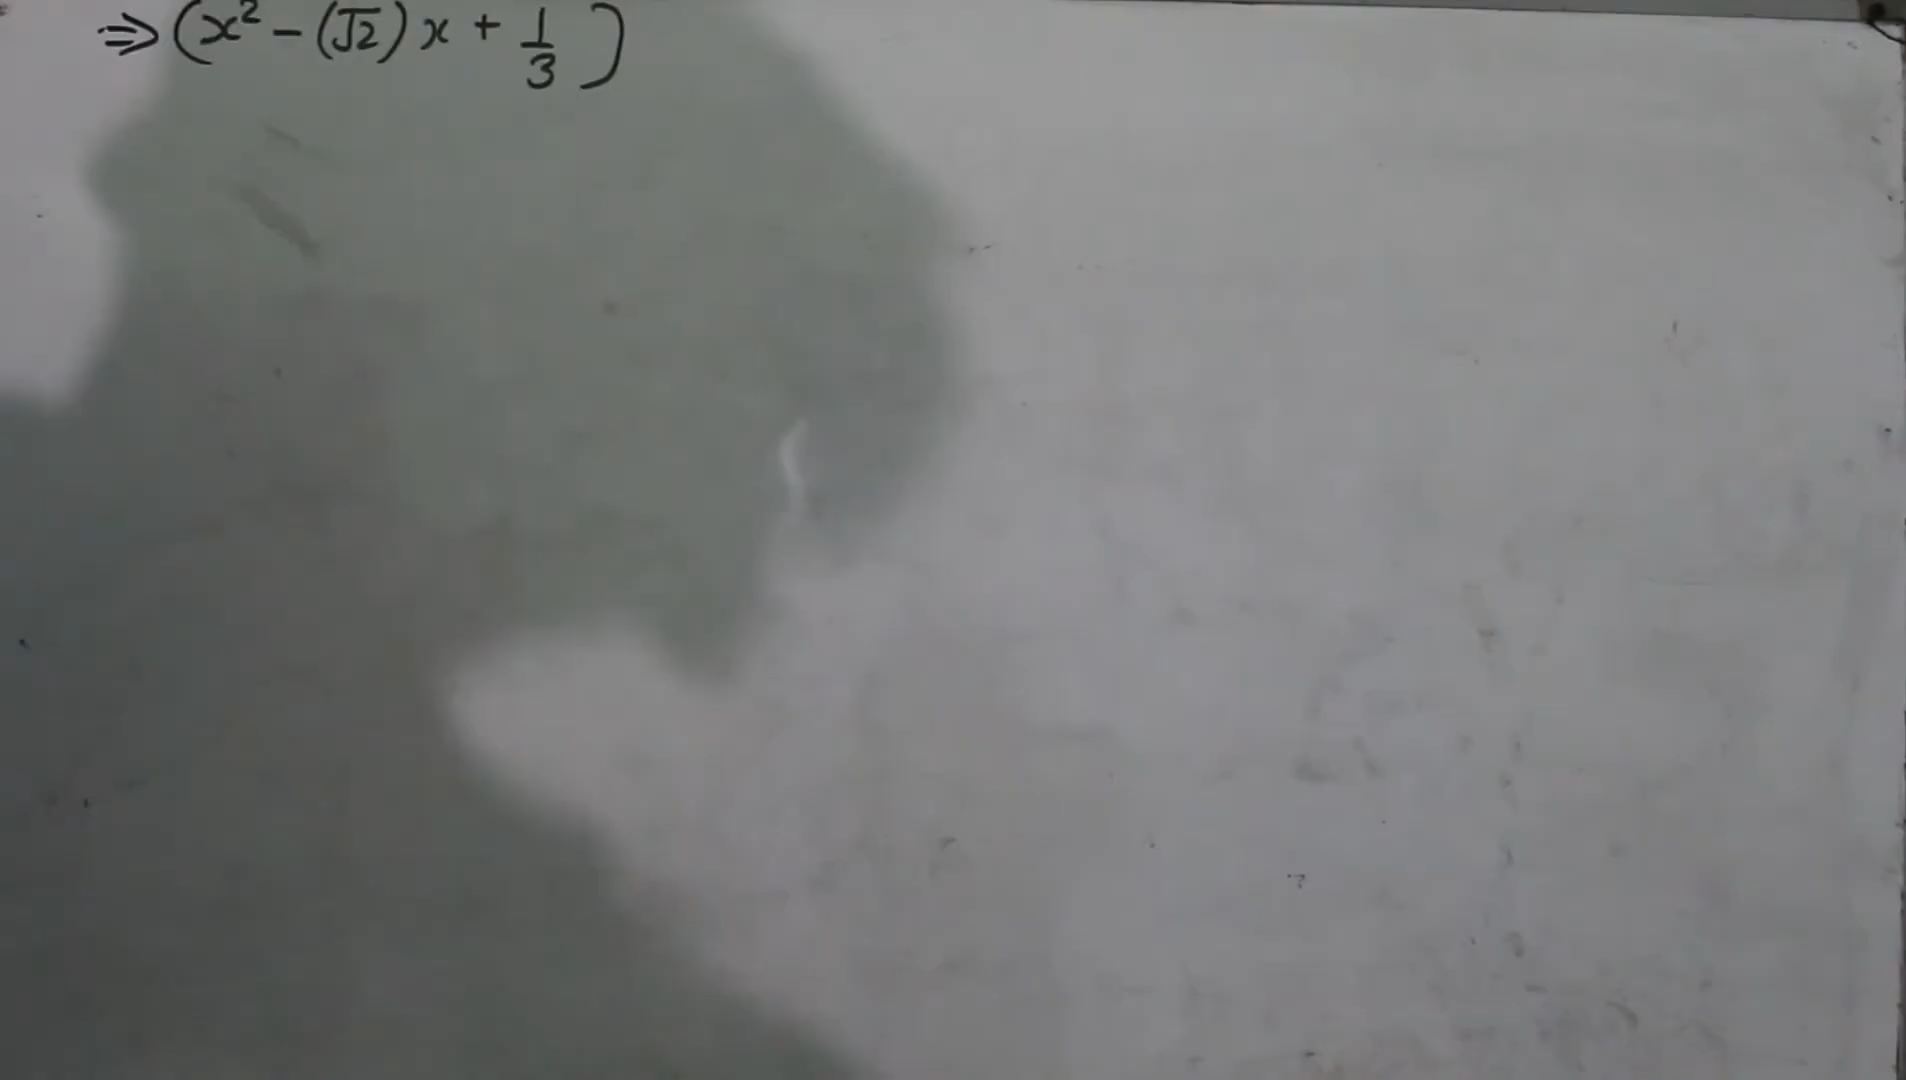 ⇒ (x² - (√2) x + 1/3)